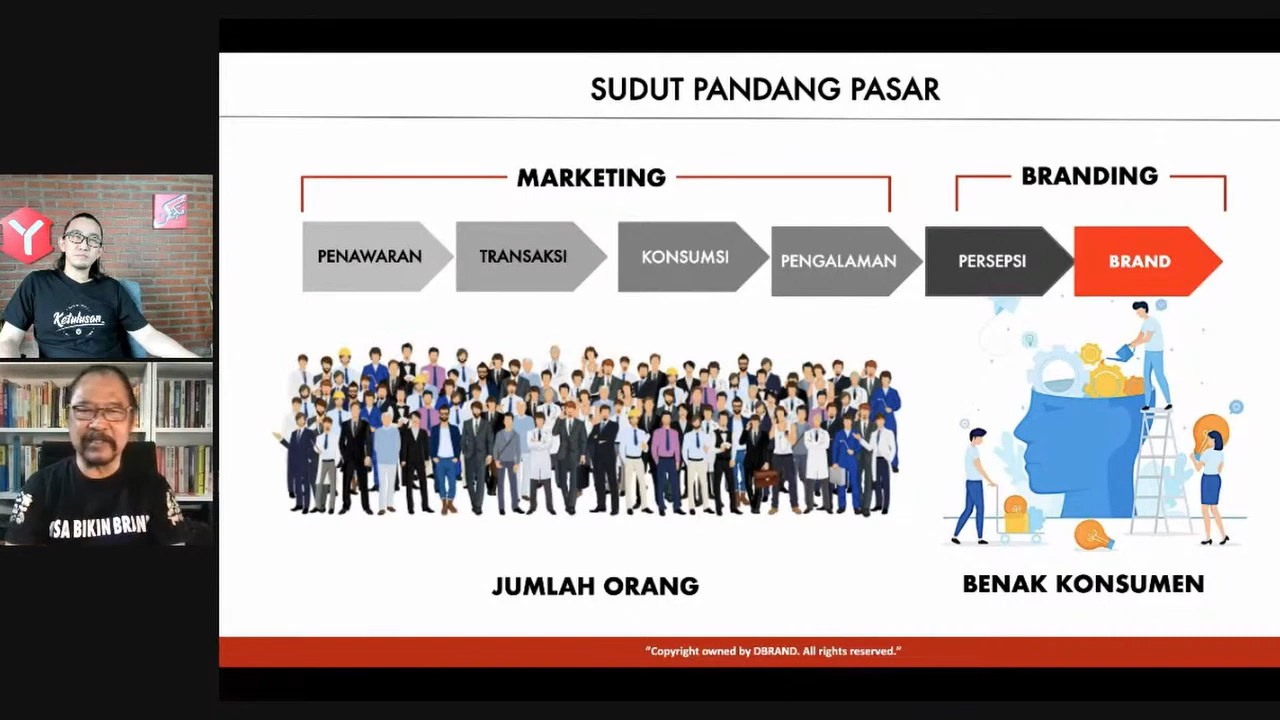 SUDUT PANDANG PASAR
MARKETING
BRANDING
PENAWARAN
TRANSAKSI
KONSUMSI
PENGALAMAN
PERSEPSI
BRAND
JUMLAH ORANG
BENAK KONSUMEN
"Copyright owned by DBRAND. All rights reserved."
Y
Ketulusan